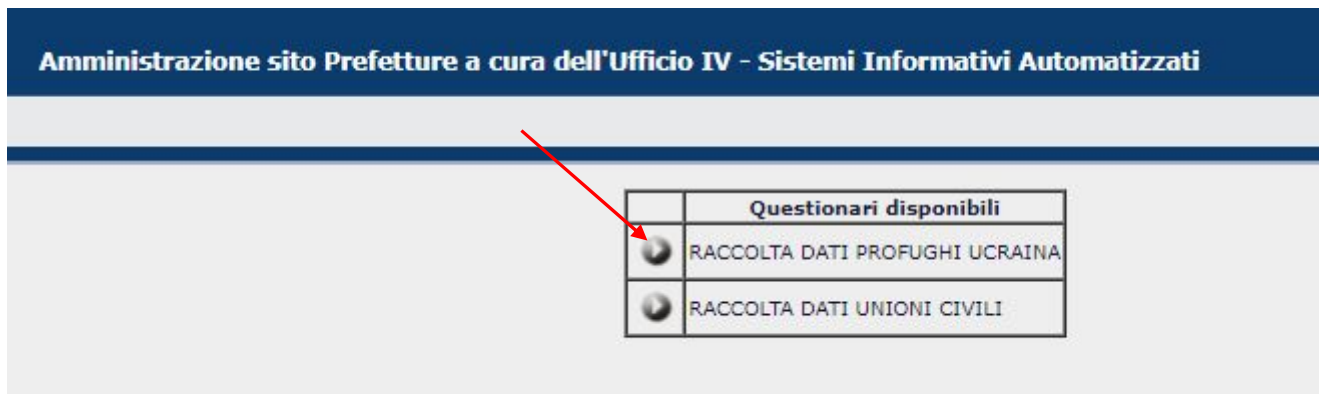 Amministrazione sito Prefetture a cura dell'Ufficio IV - Sistemi Informativi Automatizzati
Questionari disponibili
RACCOLTA DATI PROFUGHI UCRAINA
RACCOLTA DATI UNIONI CIVILI